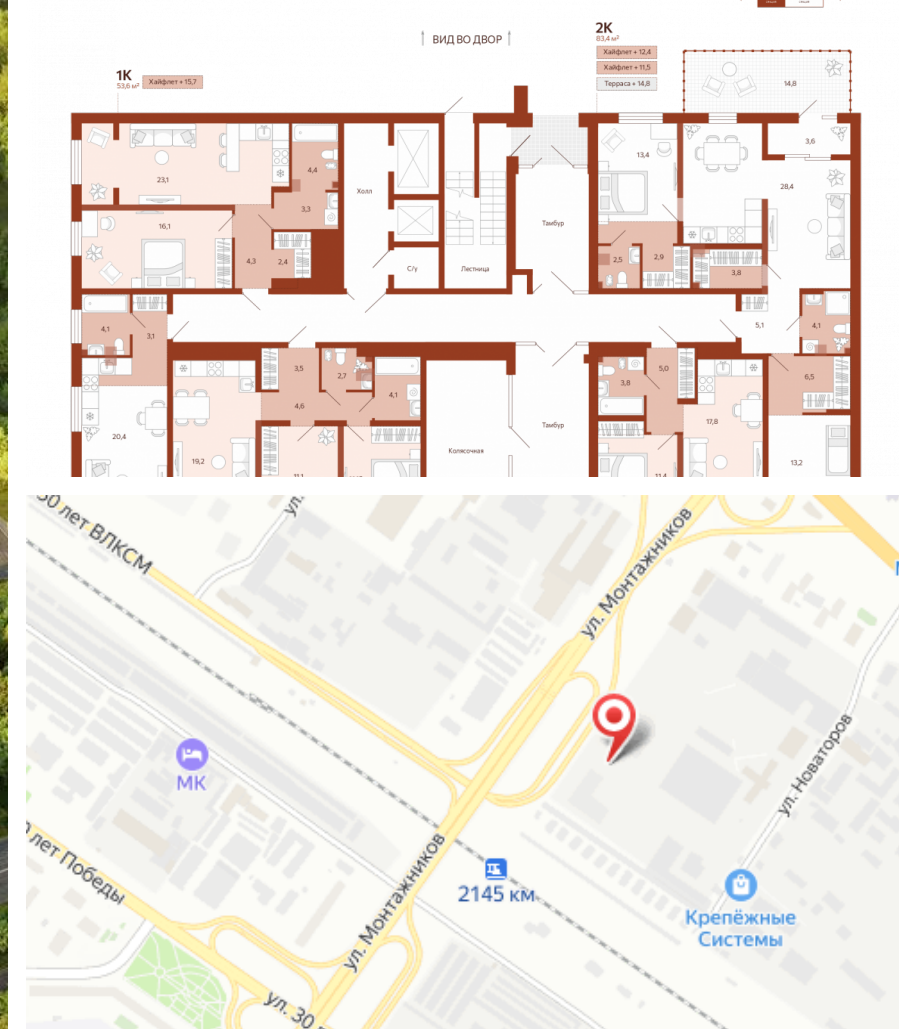 ВИД ВО ДВОР
2К
83,4 м²
Хайфлет + 12,4
Хайфлет + 11,5
Терраса + 14,8
1К
53,6 м²
Хайфлет + 15,7
14,8
3,6
13,4
28,4
23,1
4,4
3,3
Холл
16,1
4,3
2,4
С/у
Лестница
Тамбур
2,5
2,9
3,8
4,1
3,1
5,1
4,1
3,5
2,7
4,1
4,6
3,8
5,0
6,5
20,4
19,2
Колясочная
Тамбур
17,8
13,2
11,1
11,4
30 лет ВЛКСМ
ул.
ул. Монтажников
МК
ул. Новаторов
лет Победы
ул. Монтажников
2145 км
Крепёжные
Системы
ул. 30